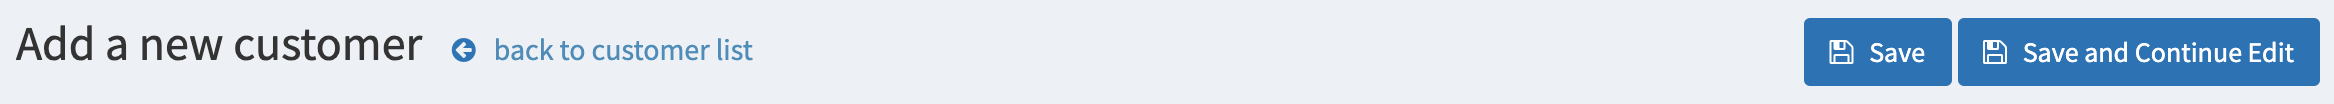 Add a new customer back to customer list Save Save and Continue Edit